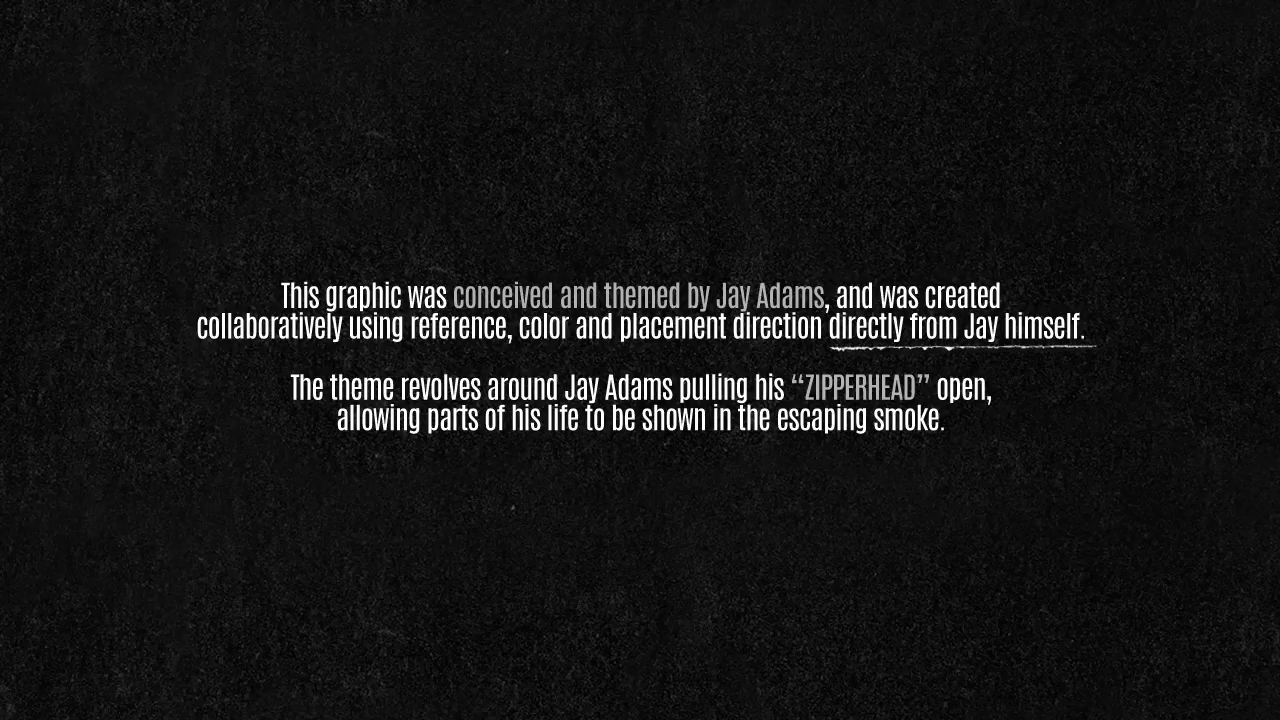 This graphic was conceived and themed by Jay Adams, and was created
collaboratively using reference, color and placement direction directly from Jay himself.
The theme revolves around Jay Adams pulling his “ZIPPERHEAD” open,
allowing parts of his life to be shown in the escaping smoke.